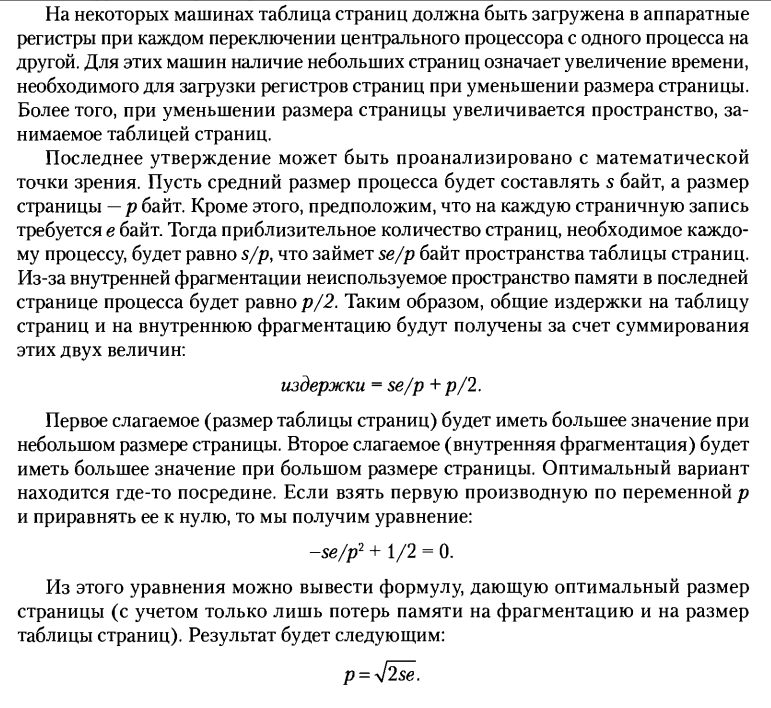 На некоторых машинах таблица страниц должна быть загружена в аппаратные
регистры при каждом переключении центрального процессора с одного процесса на
другой. Для этих машин наличие небольших страниц означает увеличение времени,
необходимого для загрузки регистров страниц при уменьшении размера страницы.
Более того, при уменьшении размера страницы увеличивается пространство, за-
нимаемое таблицей страниц.
Последнее утверждение может быть проанализировано с математической
точки зрения. Пусть средний размер процесса будет составлять s байт, а размер
страницы — p байт. Кроме этого, предположим, что на каждую страничную запись
требуется e байт. Тогда приблизительное количество страниц, необходимое каждо-
му процессу, будет равно s/p, что займет se/p байт пространства таблицы страниц.
Из-за внутренней фрагментации неиспользуемое пространство памяти в последней
странице процесса будет равно p/2. Таким образом, общие издержки на таблицу
страниц и на внутреннюю фрагментацию будут получены за счет суммирования
этих двух величин:
издержки = se/p + p/2.
Первое слагаемое (размер таблицы страниц) будет иметь большее значение при
небольшом размере страницы. Второе слагаемое (внутренняя фрагментация) будет
иметь большее значение при большом размере страницы. Оптимальный вариант
находится где-то посредине. Если взять первую производную по переменной p
и приравнять ее к нулю, то мы получим уравнение:
–se/p² + 1/2 = 0.
Из этого уравнения можно вывести формулу, дающую оптимальный размер
страницы (с учетом только лишь потерь памяти на фрагментацию и на размер
таблицы страниц). Результат будет следующим:
p = √2se.